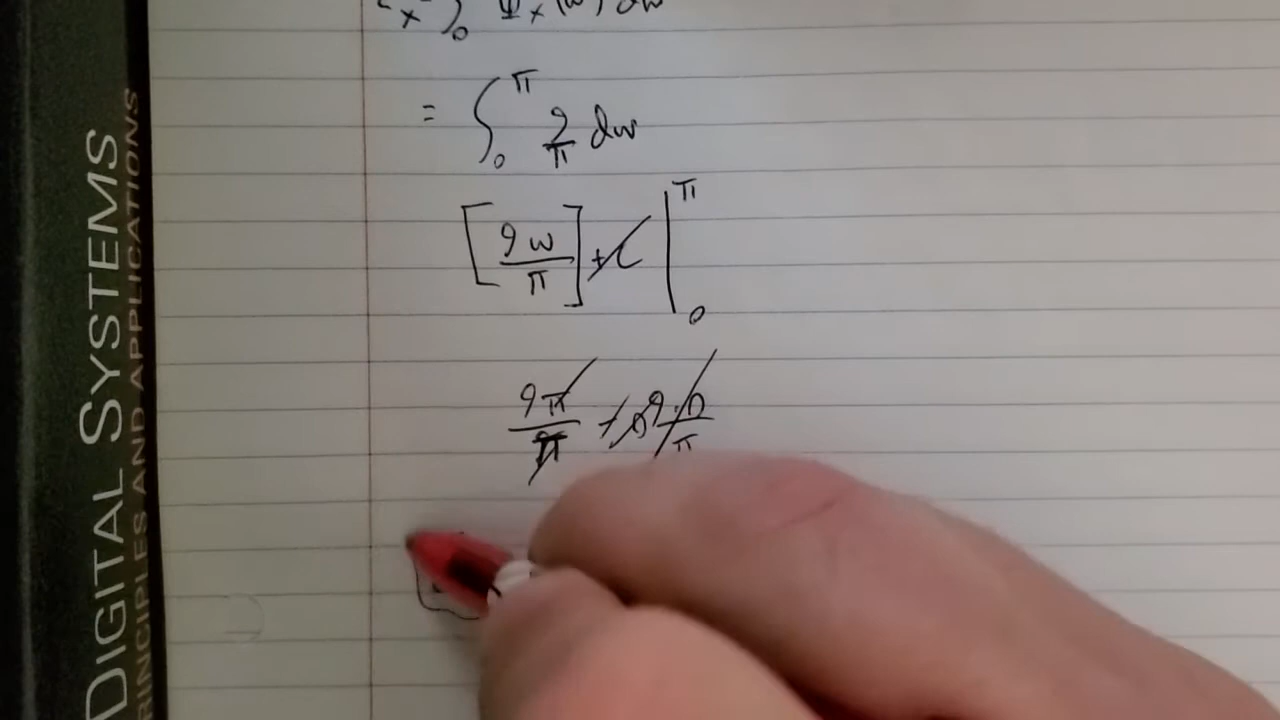 DIGITAL SYSTEMS
PRINCIPLES AND APPLICATIONS
= ∫₀^π 9/π dw
[9w/π] + C |₀^π
9π/π + 9·0/π